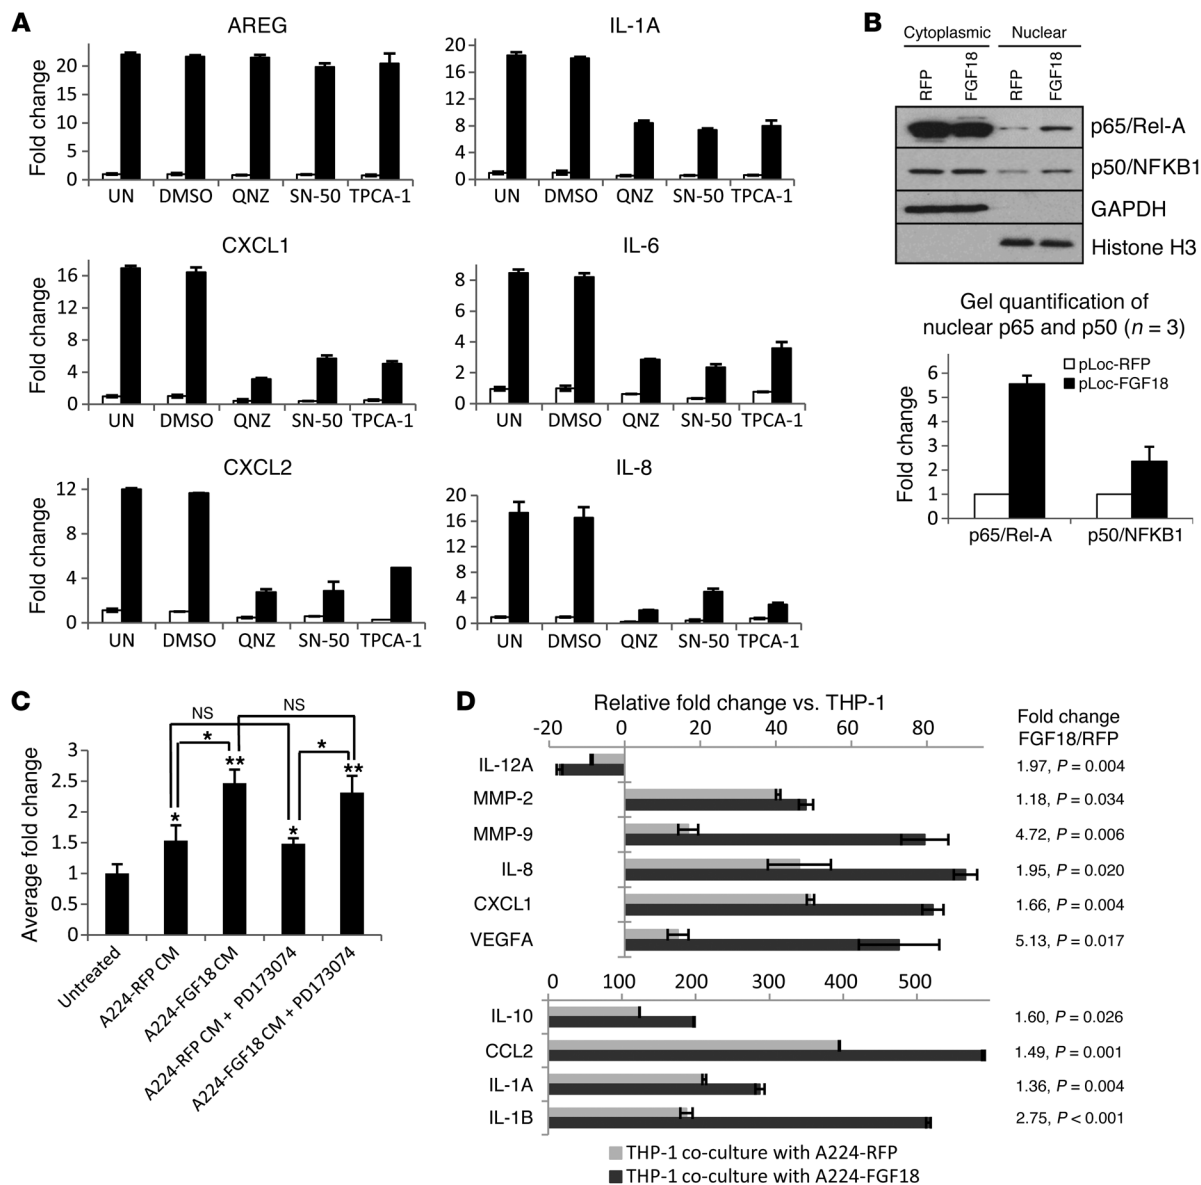 A
AREG
Fold change
20
15
10
5
0
UN DMSO QNZ SN-50 TPCA-1
IL-1A
20
16
12
8
4
0
UN DMSO QNZ SN-50 TPCA-1
CXCL1
Fold change
16
12
8
4
0
UN DMSO QNZ SN-50 TPCA-1
IL-6
8
6
4
2
0
UN DMSO QNZ SN-50 TPCA-1
CXCL2
Fold change
12
8
4
0
UN DMSO QNZ SN-50 TPCA-1
IL-8
20
16
12
8
4
0
UN DMSO QNZ SN-50 TPCA-1
B
Cytoplasmic Nuclear
RFP FGF18 RFP FGF18
p65/Rel-A
p50/NFKB1
GAPDH
Histone H3
Gel quantification of
nuclear p65 and p50 (n = 3)
pLoc-RFP
pLoc-FGF18
Fold change
6
5
4
3
2
1
0
p65/Rel-A p50/NFKB1
C
NS NS
* *
** **
* *
Average fold change
3
2.5
2
1.5
1
0.5
0
Untreated
A224-RFP CM
A224-FGF18 CM
A224-RFP CM + PD173074
A224-FGF18 CM + PD173074
D
Relative fold change vs. THP-1
-20 0 20 40 60 80
Fold change
FGF18/RFP
IL-12A 1.97, P = 0.004
MMP-2 1.18, P = 0.034
MMP-9 4.72, P = 0.006
IL-8 1.95, P = 0.020
CXCL1 1.66, P = 0.004
VEGFA 5.13, P = 0.017
0 100 200 300 400 500
IL-10 1.60, P = 0.026
CCL2 1.49, P = 0.001
IL-1A 1.36, P = 0.004
IL-1B 2.75, P < 0.001
THP-1 co-culture with A224-RFP
THP-1 co-culture with A224-FGF18